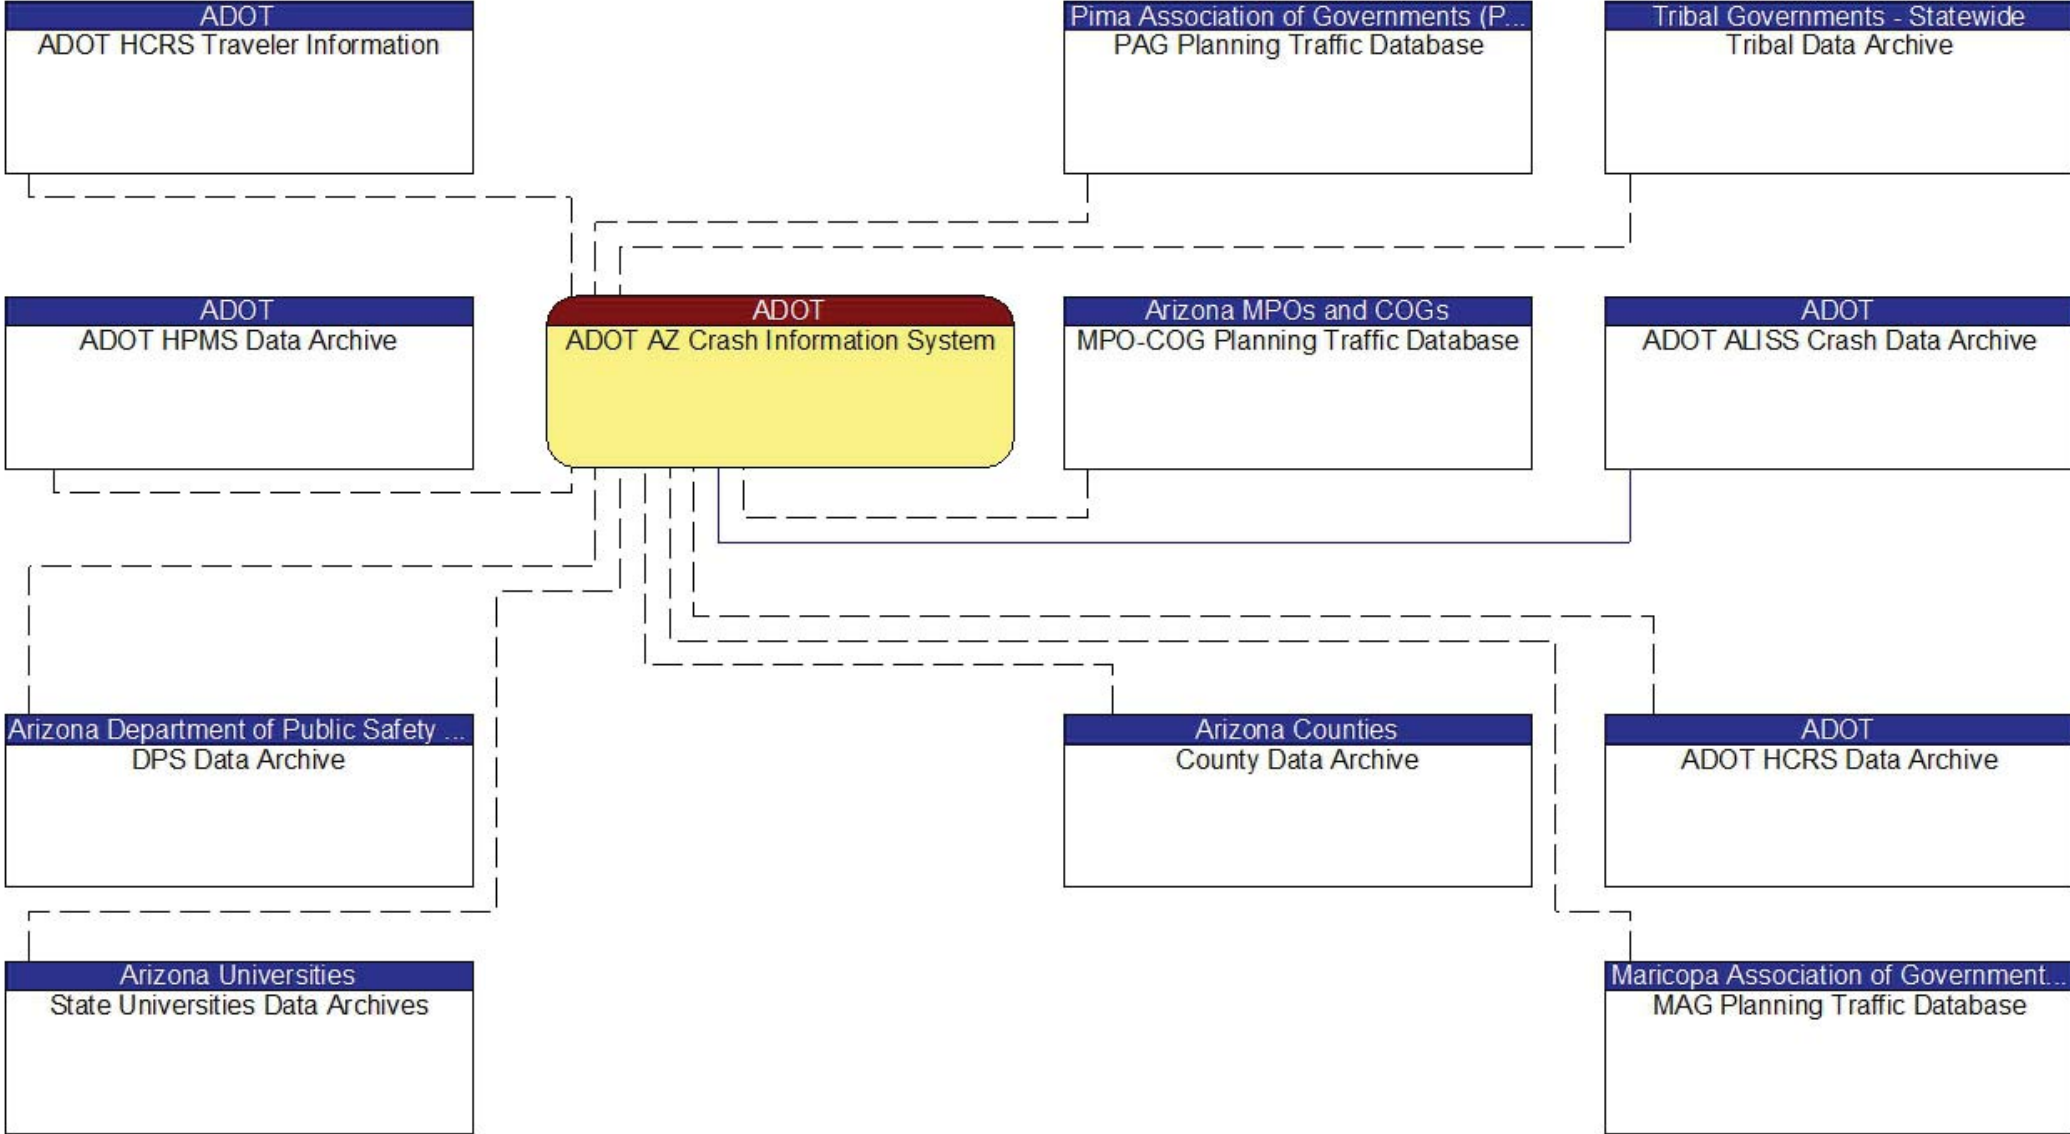 ADOT
ADOT HCRS Traveler Information
Pima Association of Governments (P...
PAG Planning Traffic Database
Tribal Governments - Statewide
Tribal Data Archive
ADOT
ADOT HPMS Data Archive
ADOT
ADOT AZ Crash Information System
Arizona MPOs and COGs
MPO-COG Planning Traffic Database
ADOT
ADOT ALISS Crash Data Archive
Arizona Department of Public Safety ...
DPS Data Archive
Arizona Counties
County Data Archive
ADOT
ADOT HCRS Data Archive
Arizona Universities
State Universities Data Archives
Maricopa Association of Government...
MAG Planning Traffic Database